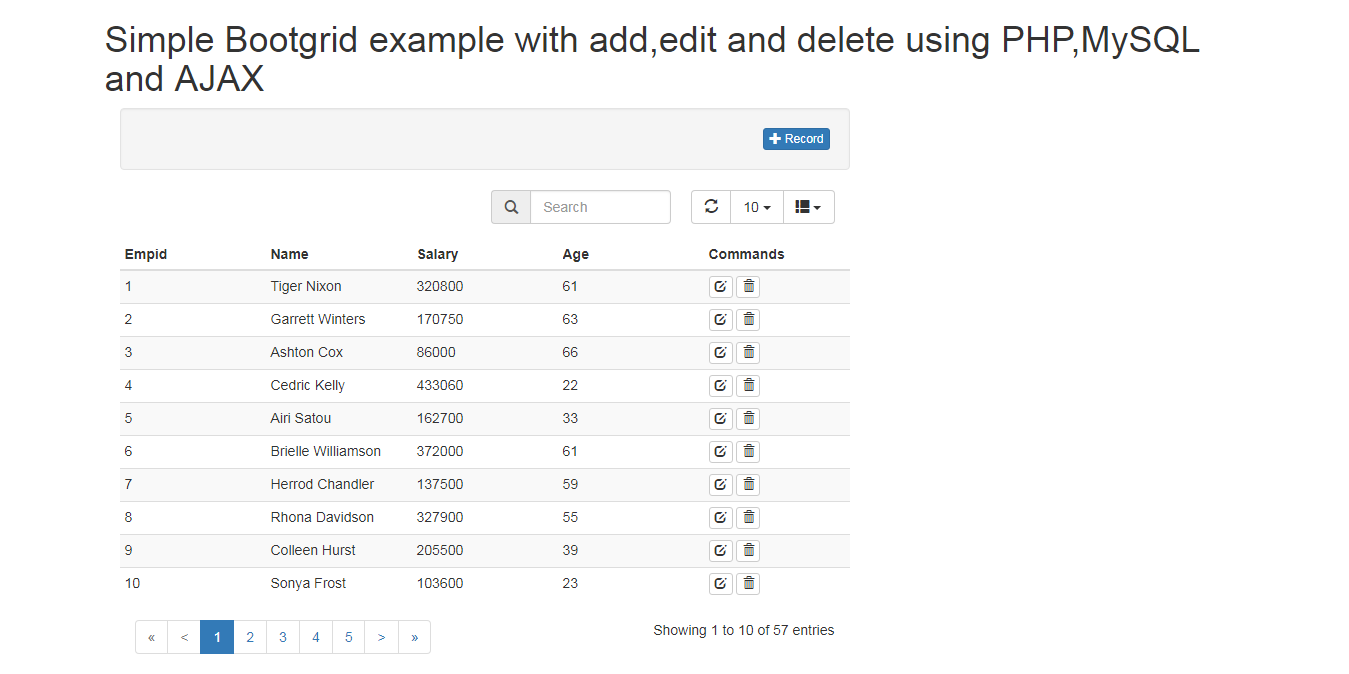 Simple Bootgrid example with add,edit and delete using PHP,MySQL
and AJAX
Record
Search 10
Empid Name Salary Age Commands
1 Tiger Nixon 320800 61
2 Garrett Winters 170750 63
3 Ashton Cox 86000 66
4 Cedric Kelly 433060 22
5 Airi Satou 162700 33
6 Brielle Williamson 372000 61
7 Herrod Chandler 137500 59
8 Rhona Davidson 327900 55
9 Colleen Hurst 205500 39
10 Sonya Frost 103600 23
« < 1 2 3 4 5 > » Showing 1 to 10 of 57 entries